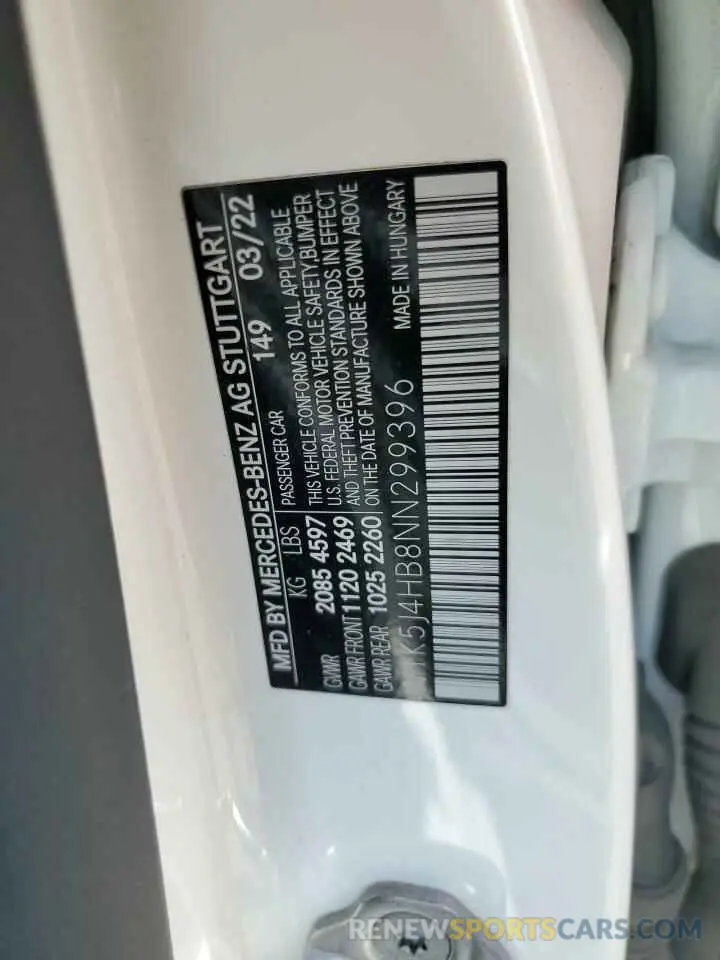 MFD BY MERCEDES-BENZ AG STUTTGART
149 03/22
KG LBS PASSENGER CAR
GVWR 2085 4597 THIS VEHICLE CONFORMS TO ALL APPLICABLE
GAWR FRONT 1120 2469 U.S. FEDERAL MOTOR VEHICLE SAFETY, BUMPER
GAWR REAR 1025 2260 AND THEFT PREVENTION STANDARDS IN EFFECT
ON THE DATE OF MANUFACTURE SHOWN ABOVE
MADE IN HUNGARY
K5J4HB8NN299396
RENEWSPORTSCARS.COM